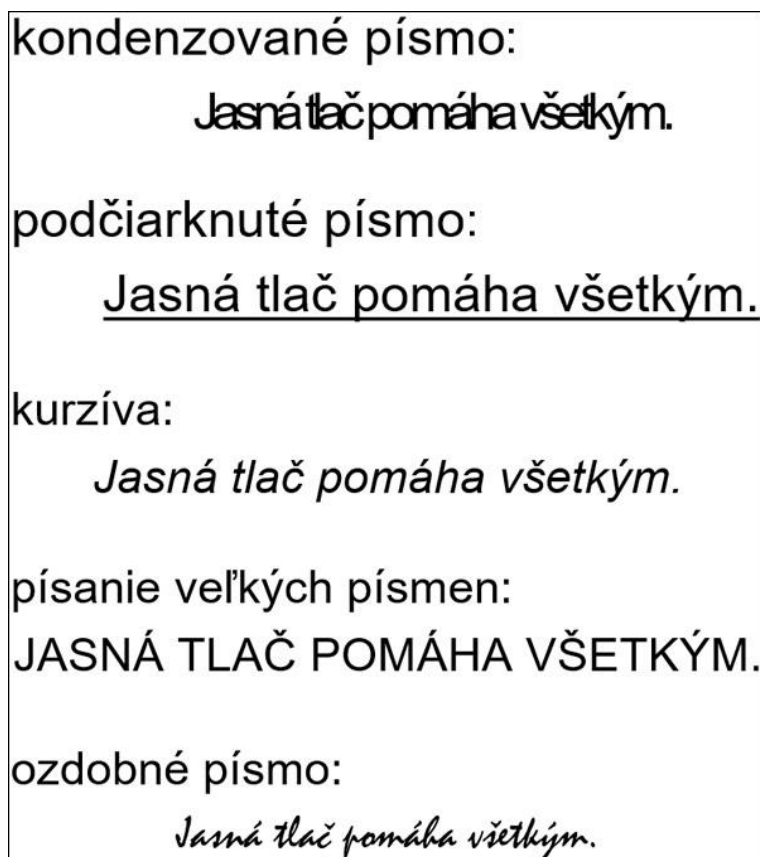 kondenzované písmo:
Jasná tlač pomáha všetkým.
podčiarknuté písmo:
Jasná tlač pomáha všetkým.
kurzíva:
Jasná tlač pomáha všetkým.
písanie veľkých písmen:
JASNÁ TLAČ POMÁHA VŠETKÝM.
ozdobné písmo:
Jasná tlač pomáha všetkým.